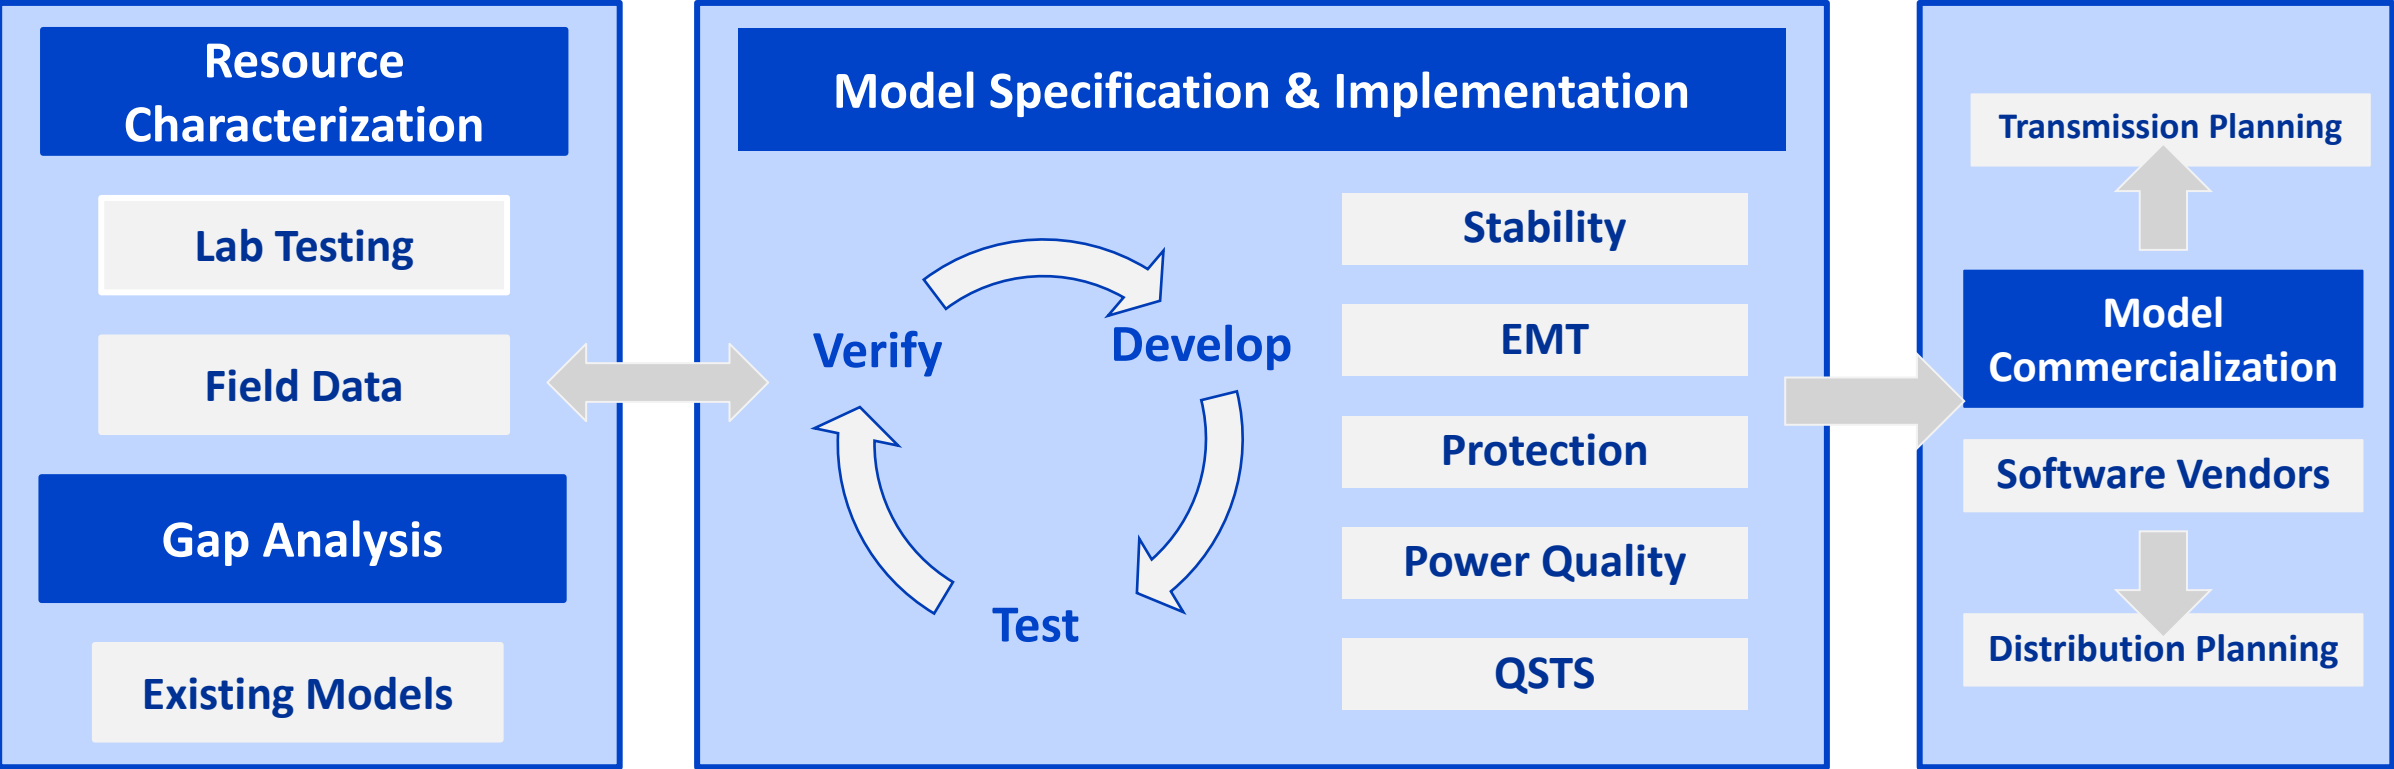 Resource
Characterization
Lab Testing
Field Data
Gap Analysis
Existing Models
Model Specification & Implementation
Verify
Develop
Test
Stability
EMT
Protection
Power Quality
QSTS
Transmission Planning
Model
Commercialization
Software Vendors
Distribution Planning